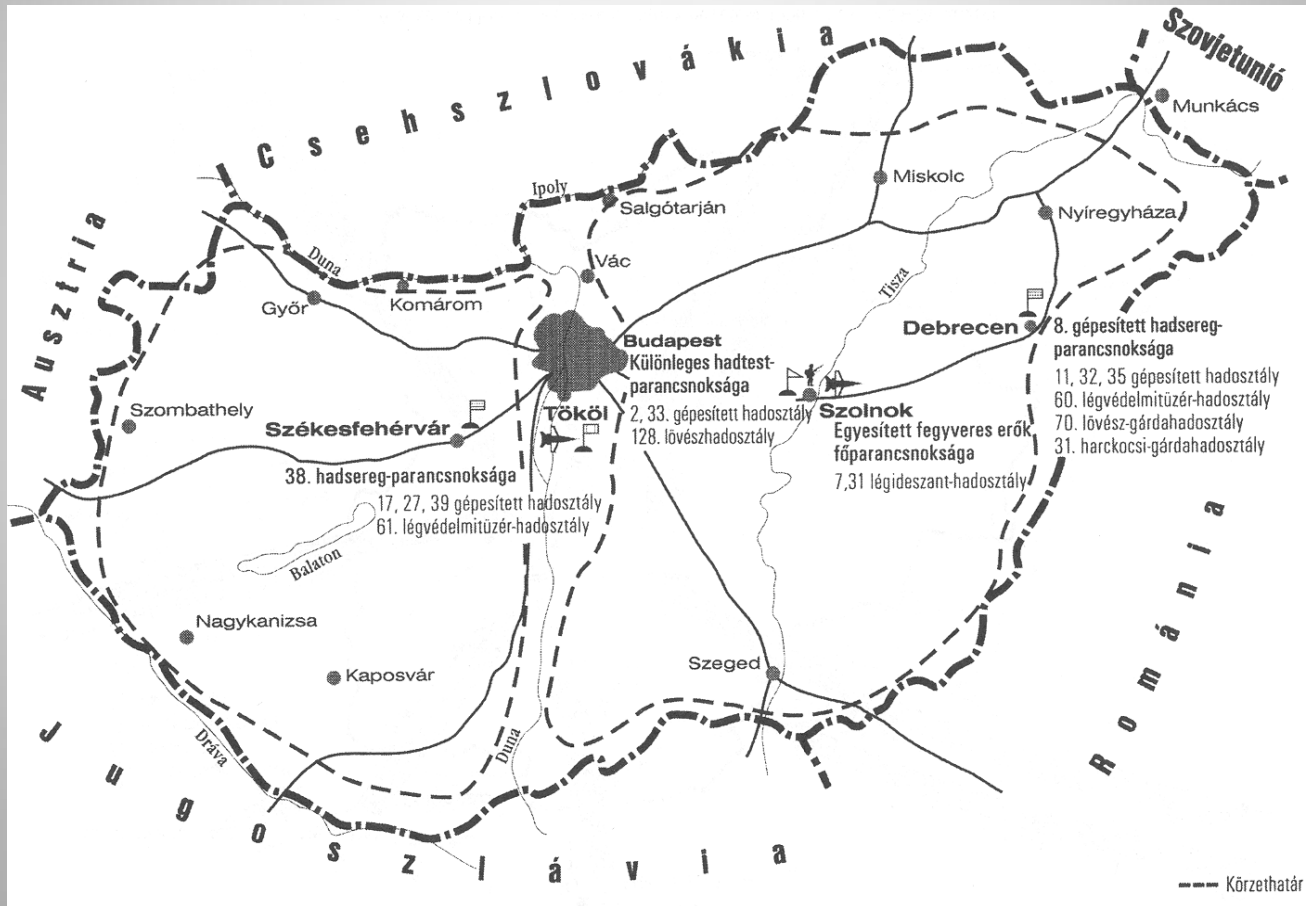 Csehszlovákia
Szovjetunió
Munkács
Ausztria
Ipoly
Salgótarján
Miskolc
Nyíregyháza
Duna
Vác
Tisza
Győr
Komárom
Debrecen
8. gépesített hadsereg-
parancsnoksága
11, 32, 35 gépesített hadosztály
60. légvédelmitüzér-hadosztály
70. lövész-gárdahadosztály
31. harckocsi-gárdahadosztály
Budapest
Különleges hadtest-
parancsnoksága
2, 33. gépesített hadosztály
128. lövészhadosztály
Szolnok
Egyesített fegyveres erők
főparancsnoksága
7,31 légideszant-hadosztály
Szombathely
Tököl
Székesfehérvár
38. hadsereg-parancsnoksága
17, 27, 39 gépesített hadosztály
61. légvédelmitüzér-hadosztály
Balaton
Nagykanizsa
Kaposvár
Szeged
Dráva
Duna
Románia
Jugoszlávia
Körzethatár